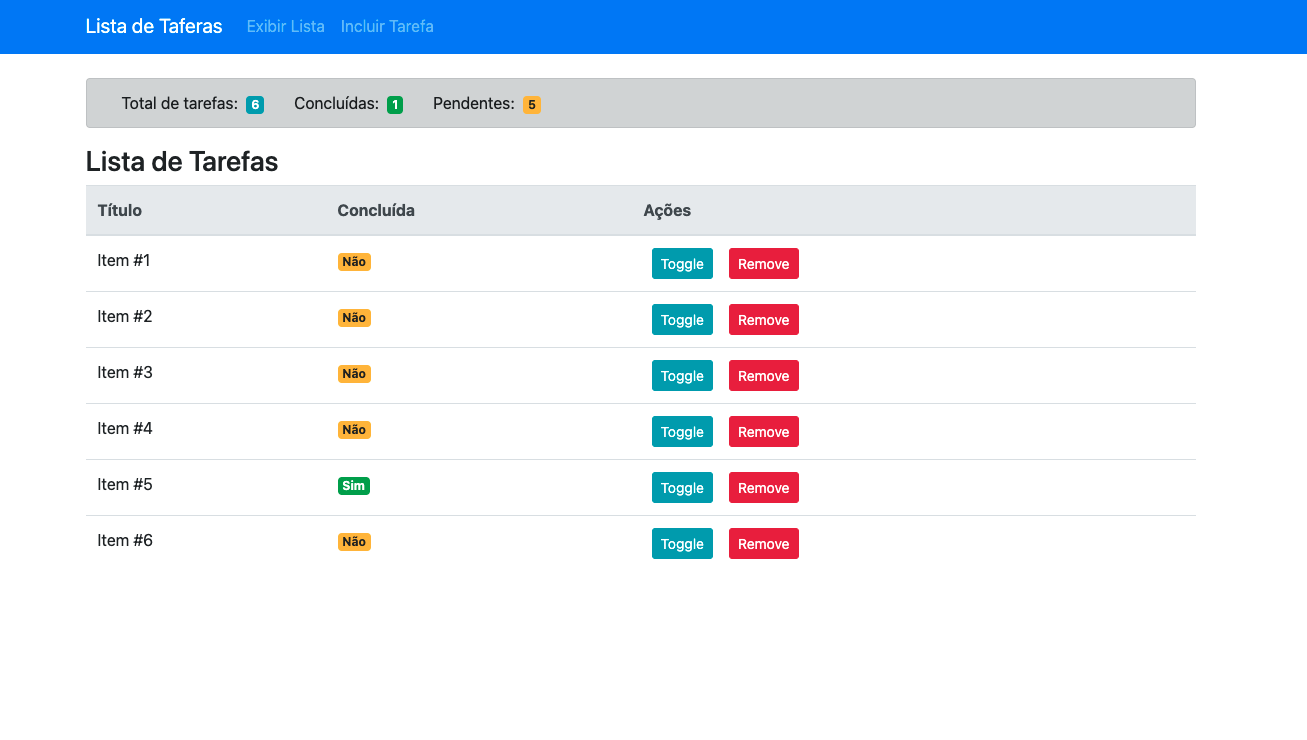 Lista de Taferas Exibir Lista Incluir Tarefa
Total de tarefas: 6 Concluídas: 1 Pendentes: 5
Lista de Tarefas
Título Concluída Ações
Item #1 Não Toggle Remove
Item #2 Não Toggle Remove
Item #3 Não Toggle Remove
Item #4 Não Toggle Remove
Item #5 Sim Toggle Remove
Item #6 Não Toggle Remove